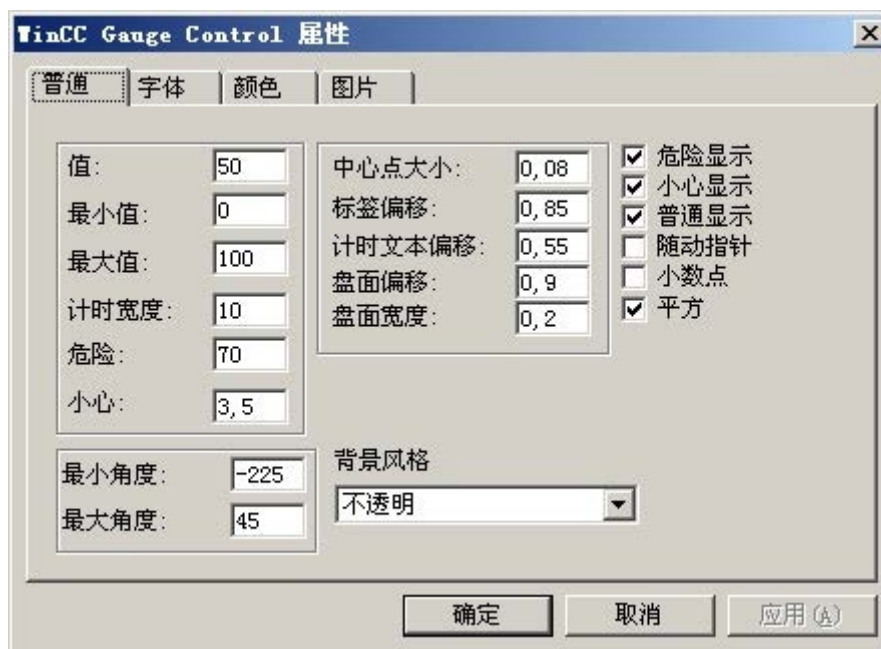 WinCC Gauge Control 属性
普通 字体 颜色 图片
值: 50
最小值: 0
最大值: 100
计时宽度: 10
危险: 70
小心: 3,5
中心点大小: 0,08
标签偏移: 0,85
计时文本偏移: 0,55
盘面偏移: 0,9
盘面宽度: 0,2
危险显示
小心显示
普通显示
随动指针
小数点
平方
最小角度: -225
最大角度: 45
背景风格
不透明
确定 取消 应用(A)